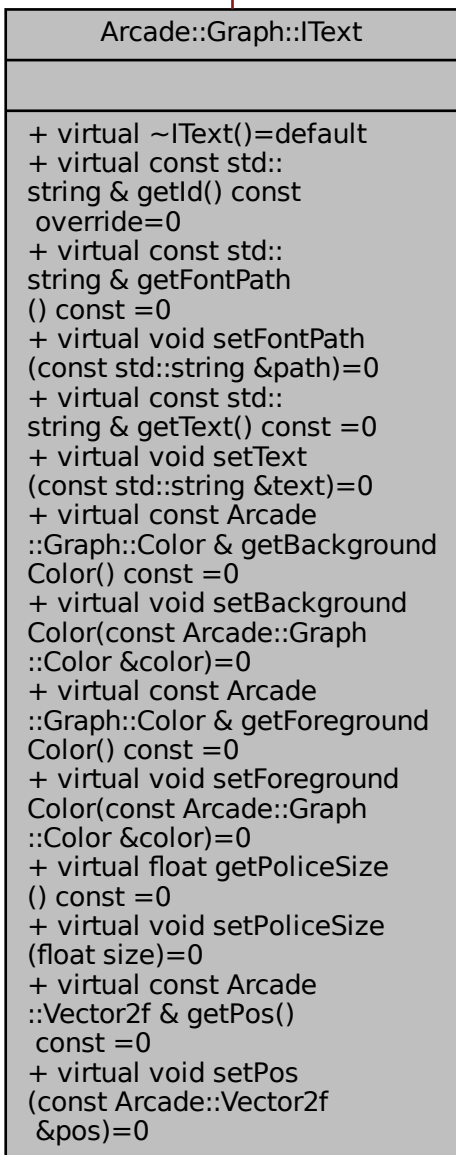 Arcade::Graph::IText
+ virtual ~IText()=default
+ virtual const std::
string & getId() const
override=0
+ virtual const std::
string & getFontPath
() const =0
+ virtual void setFontPath
(const std::string &path)=0
+ virtual const std::
string & getText() const =0
+ virtual void setText
(const std::string &text)=0
+ virtual const Arcade
::Graph::Color & getBackground
Color() const =0
+ virtual void setBackground
Color(const Arcade::Graph
::Color &color)=0
+ virtual const Arcade
::Graph::Color & getForeground
Color() const =0
+ virtual void setForeground
Color(const Arcade::Graph
::Color &color)=0
+ virtual float getPoliceSize
() const =0
+ virtual void setPoliceSize
(float size)=0
+ virtual const Arcade
::Vector2f & getPos()
const =0
+ virtual void setPos
(const Arcade::Vector2f
&pos)=0